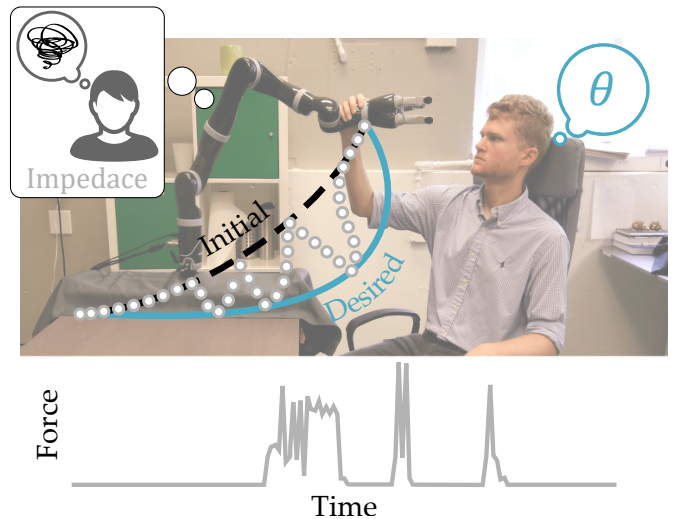 Impedace
θ
Initial
Desired
Force
Time